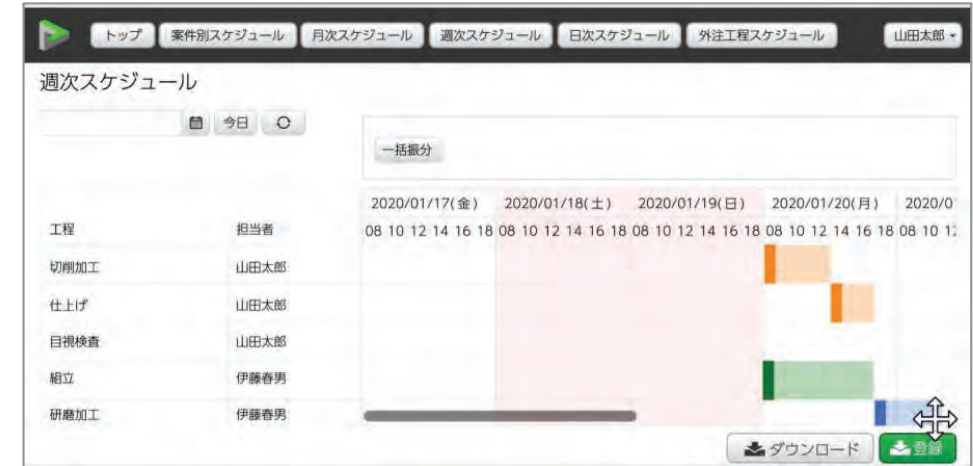 トップ 案件別スケジュール 月次スケジュール 週次スケジュール 日次スケジュール 外注工程スケジュール 山田太郎
週次スケジュール
今日
一括振分
2020/01/17(金) 2020/01/18(土) 2020/01/19(日) 2020/01/20(月) 2020/0
工程 担当者 08 10 12 14 16 18 08 10 12 14 16 18 08 10 12 14 16 18 08 10 12 14 16 18 08 10
切削加工 山田太郎
仕上げ 山田太郎
目視検査 山田太郎
組立 伊藤春男
研磨加工 伊藤春男
ダウンロード 登録